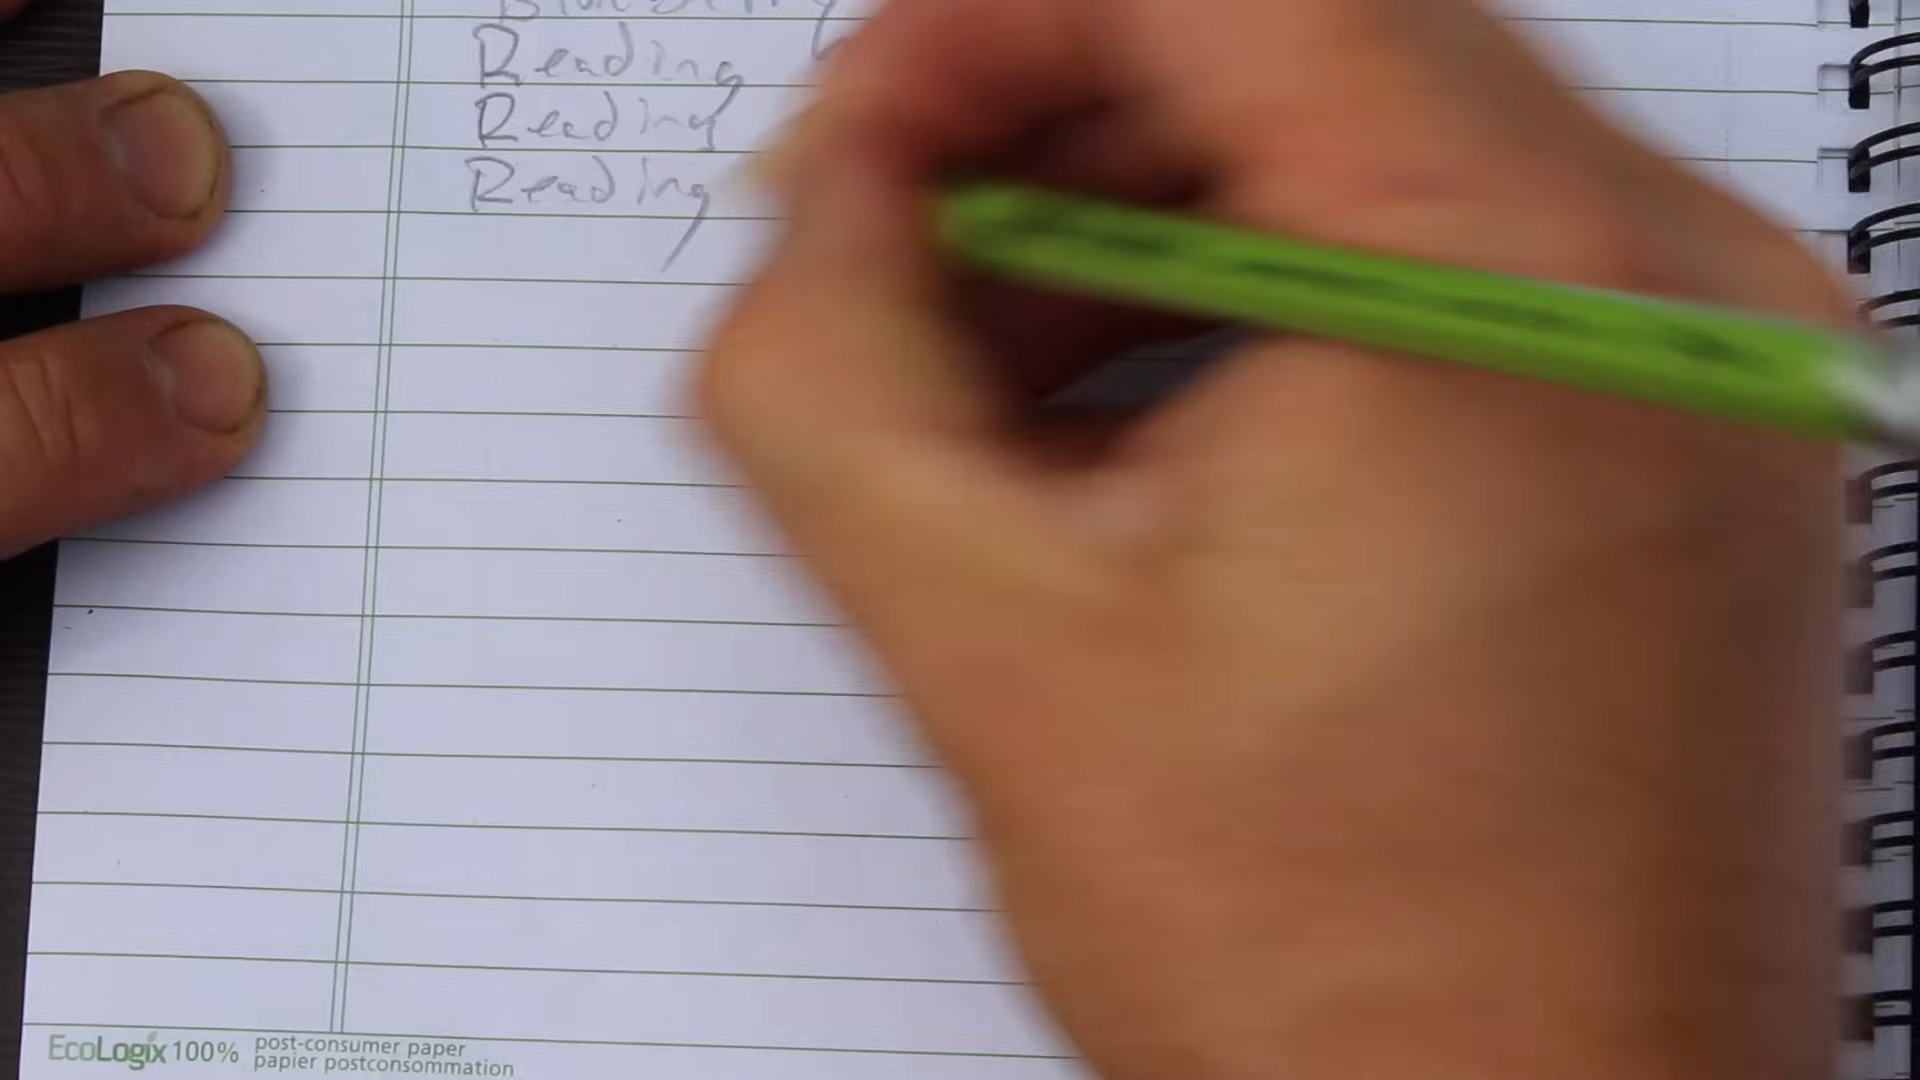 Reading
Reading
Reading
EcoLogix 100% post-consumer paper
papier postconsommation